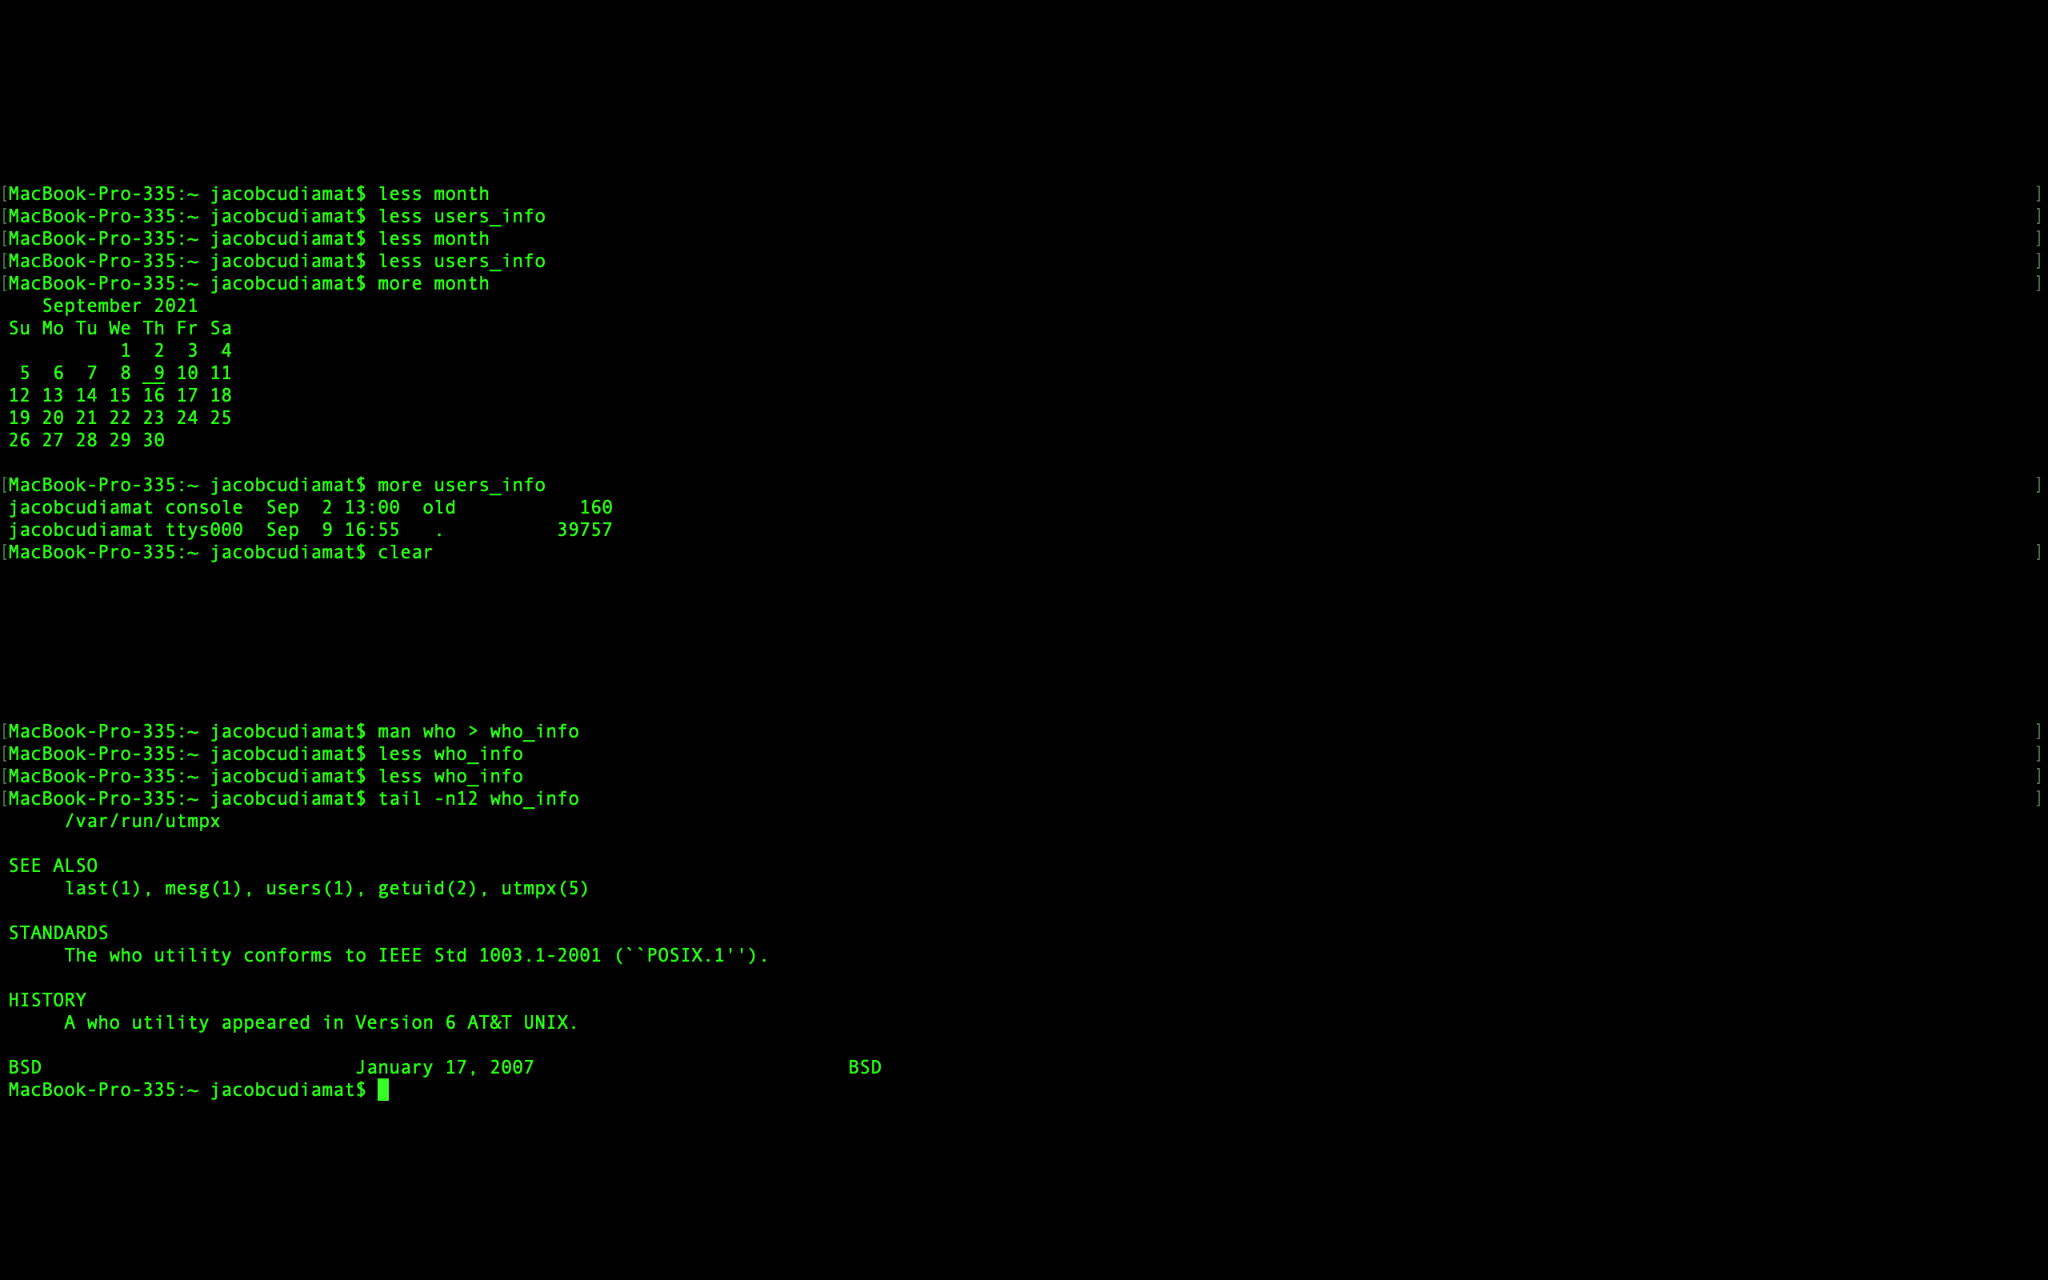 [MacBook-Pro-335:~ jacobcudiamat$ less month ]
[MacBook-Pro-335:~ jacobcudiamat$ less users_info ]
[MacBook-Pro-335:~ jacobcudiamat$ less month ]
[MacBook-Pro-335:~ jacobcudiamat$ less users_info ]
[MacBook-Pro-335:~ jacobcudiamat$ more month ]
   September 2021
Su Mo Tu We Th Fr Sa
          1  2  3  4
 5  6  7  8  9 10 11
12 13 14 15 16 17 18
19 20 21 22 23 24 25
26 27 28 29 30
[MacBook-Pro-335:~ jacobcudiamat$ more users_info ]
jacobcudiamat console  Sep  2 13:00  old           160
jacobcudiamat ttys000  Sep  9 16:55   .          39757
[MacBook-Pro-335:~ jacobcudiamat$ clear ]
[MacBook-Pro-335:~ jacobcudiamat$ man who > who_info ]
[MacBook-Pro-335:~ jacobcudiamat$ less who_info ]
[MacBook-Pro-335:~ jacobcudiamat$ less who_info ]
[MacBook-Pro-335:~ jacobcudiamat$ tail -n12 who_info ]
     /var/run/utmpx
SEE ALSO
     last(1), mesg(1), users(1), getuid(2), utmpx(5)
STANDARDS
     The who utility conforms to IEEE Std 1003.1-2001 (``POSIX.1'').
HISTORY
     A who utility appeared in Version 6 AT&T UNIX.
BSD                            January 17, 2007                            BSD
MacBook-Pro-335:~ jacobcudiamat$